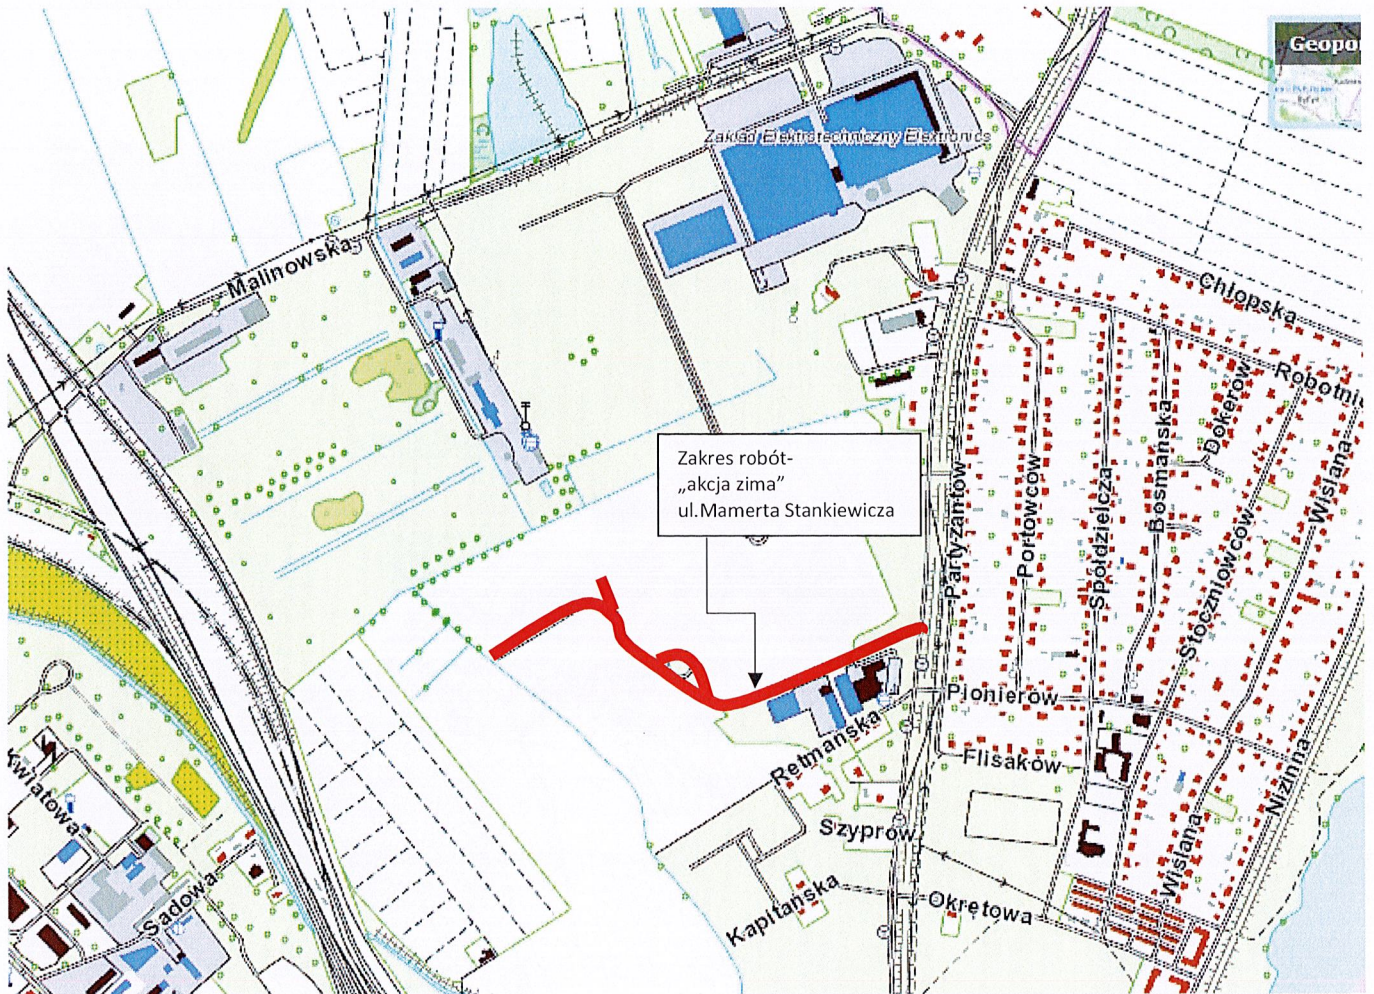 Geopor
Zakład Elektrotechniczny Elektronics
Malinowska
Chłopska
Robotnic
Dokerów
Wiślana
Bosmańska
Portowców
Spółdzielcza
Stoczniowców
Partyzantów
Zakres robót-
„akcja zima”
ul.Mamerta Stankiewicza
Pionierów
Retmańska
Flisaków
Nizinna
Kwiatowa
Szyprów
Wiślana
Sadowa
Kapitańska
Okrętowa